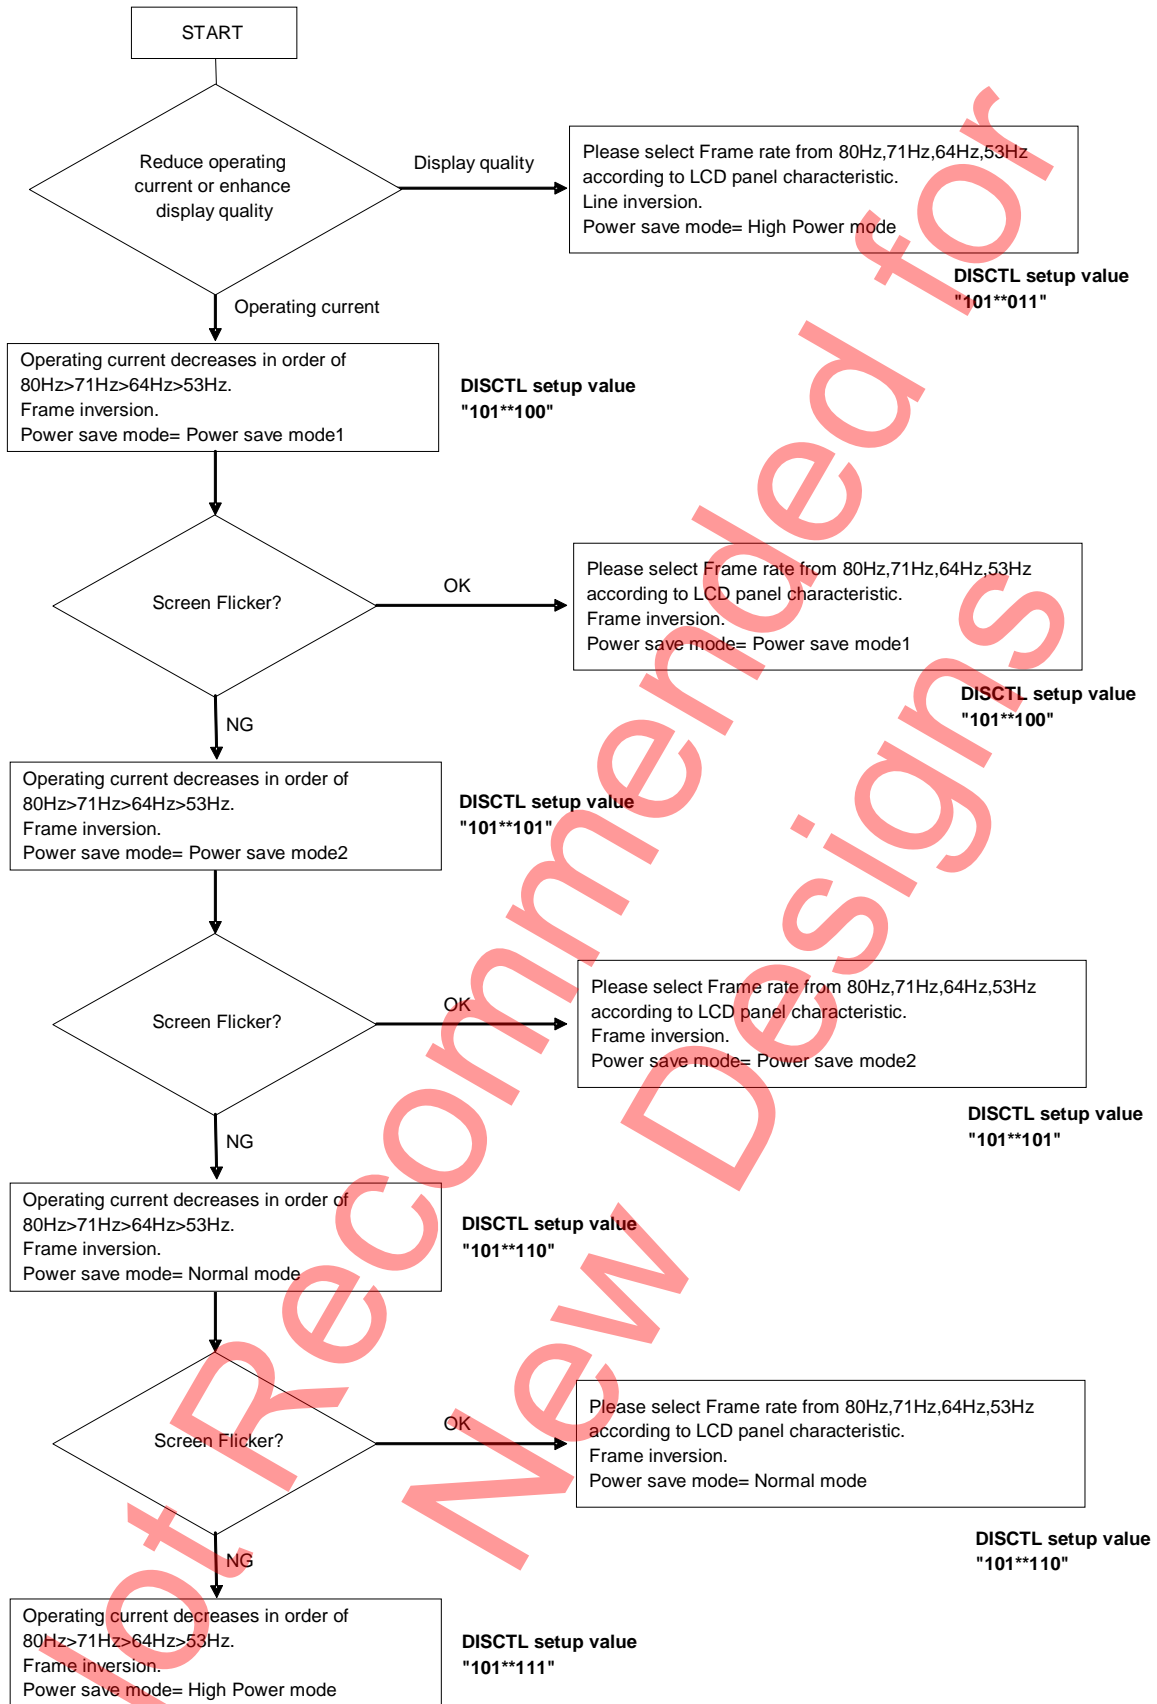 START
Reduce operating
current or enhance
display quality
Display quality
Please select Frame rate from 80Hz,71Hz,64Hz,53Hz
according to LCD panel characteristic.
Line inversion.
Power save mode= High Power mode
DISCTL setup value
"101**011"
Operating current
Operating current decreases in order of
80Hz>71Hz>64Hz>53Hz.
Frame inversion.
Power save mode= Power save mode1
DISCTL setup value
"101**100"
Screen Flicker?
OK
Please select Frame rate from 80Hz,71Hz,64Hz,53Hz
according to LCD panel characteristic.
Frame inversion.
Power save mode= Power save mode1
DISCTL setup value
"101**100"
NG
Operating current decreases in order of
80Hz>71Hz>64Hz>53Hz.
Frame inversion.
Power save mode= Power save mode2
DISCTL setup value
"101**101"
Screen Flicker?
OK
Please select Frame rate from 80Hz,71Hz,64Hz,53Hz
according to LCD panel characteristic.
Frame inversion.
Power save mode= Power save mode2
DISCTL setup value
"101**101"
NG
Operating current decreases in order of
80Hz>71Hz>64Hz>53Hz.
Frame inversion.
Power save mode= Normal mode
DISCTL setup value
"101**110"
Screen Flicker?
OK
Please select Frame rate from 80Hz,71Hz,64Hz,53Hz
according to LCD panel characteristic.
Frame inversion.
Power save mode= Normal mode
DISCTL setup value
"101**110"
NG
Operating current decreases in order of
80Hz>71Hz>64Hz>53Hz.
Frame inversion.
Power save mode= High Power mode
DISCTL setup value
"101**111"
Not Recommended for
New Designs